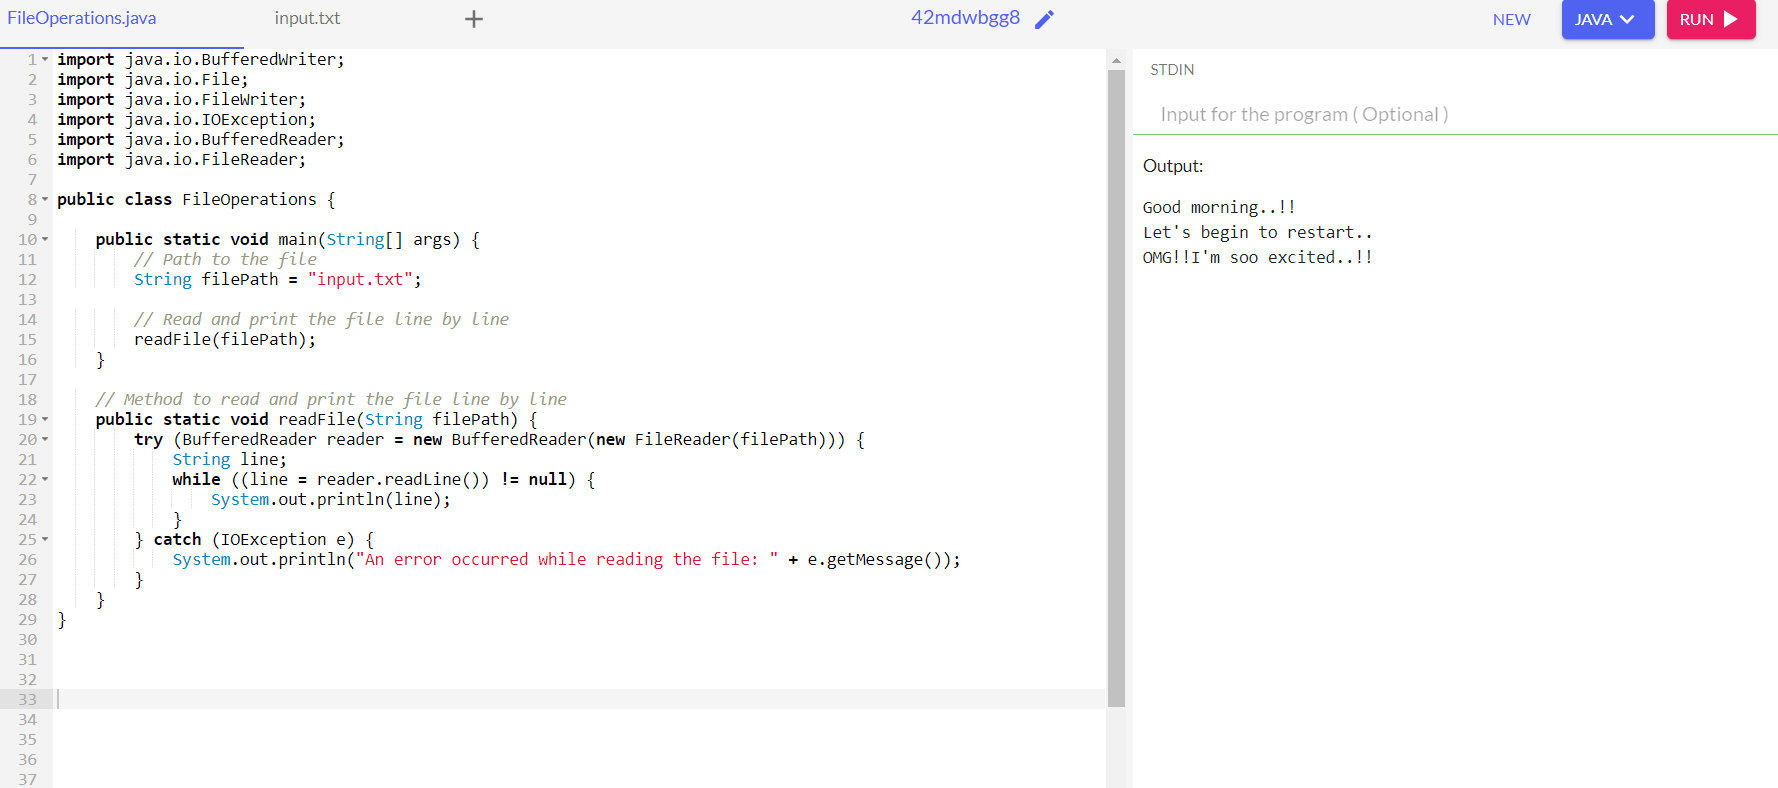 FileOperations.java input.txt + 42mdwbgg8 NEW JAVA RUN
1 import java.io.BufferedWriter;
2 import java.io.File;
3 import java.io.FileWriter;
4 import java.io.IOException;
5 import java.io.BufferedReader;
6 import java.io.FileReader;
7
8 public class FileOperations {
9
10     public static void main(String[] args) {
11         // Path to the file
12         String filePath = "input.txt";
13
14         // Read and print the file line by line
15         readFile(filePath);
16     }
17
18     // Method to read and print the file line by line
19     public static void readFile(String filePath) {
20         try (BufferedReader reader = new BufferedReader(new FileReader(filePath))) {
21             String line;
22             while ((line = reader.readLine()) != null) {
23                 System.out.println(line);
24             }
25         } catch (IOException e) {
26             System.out.println("An error occurred while reading the file: " + e.getMessage());
27         }
28     }
29 }
30
31
32
33
34
35
36
37
STDIN
Input for the program ( Optional )
Output:
Good morning..!!
Let's begin to restart..
OMG!!I'm soo excited..!!